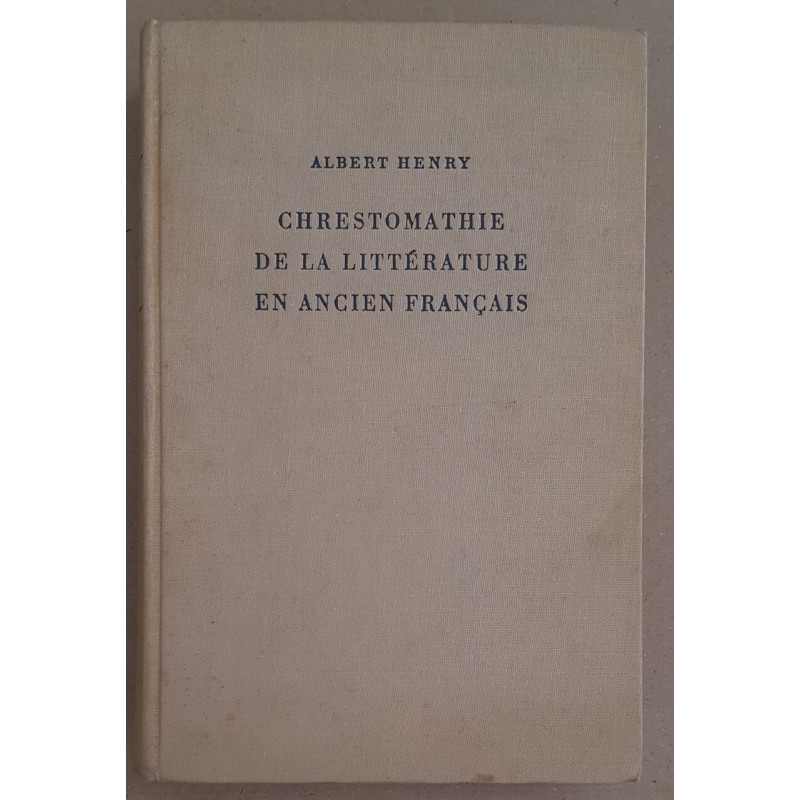 ALBERT HENRY
CHRESTOMATHIE
DE LA LITTÉRATURE
EN ANCIEN FRANÇAIS